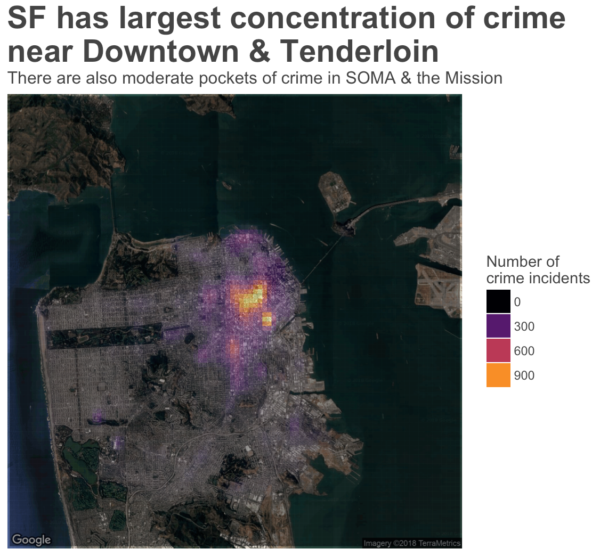 SF has largest concentration of crime
near Downtown & Tenderloin
There are also moderate pockets of crime in SOMA & the Mission
Number of
crime incidents
0
300
600
900
Google
Imagery ©2018 TerraMetrics